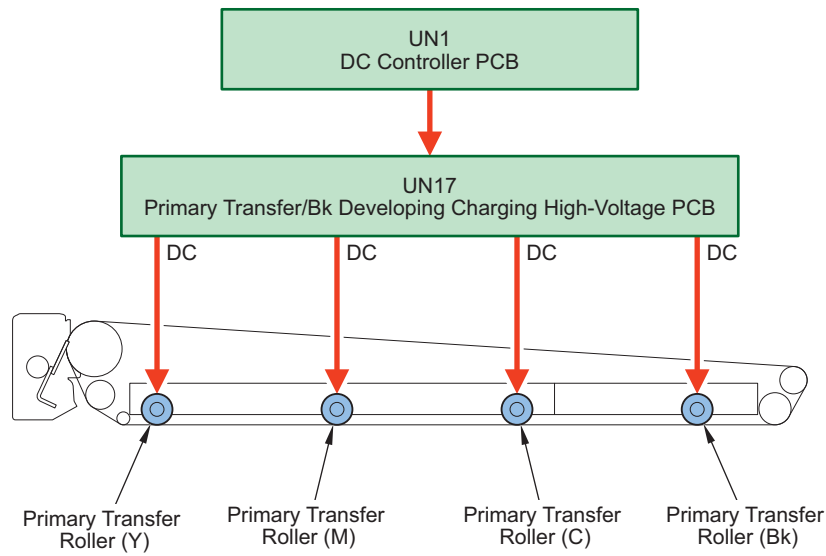 UN1
DC Controller PCB
UN17
Primary Transfer/Bk Developing Charging High-Voltage PCB
DC
DC
DC
DC
Primary Transfer
Roller (Y)
Primary Transfer
Roller (M)
Primary Transfer
Roller (C)
Primary Transfer
Roller (Bk)